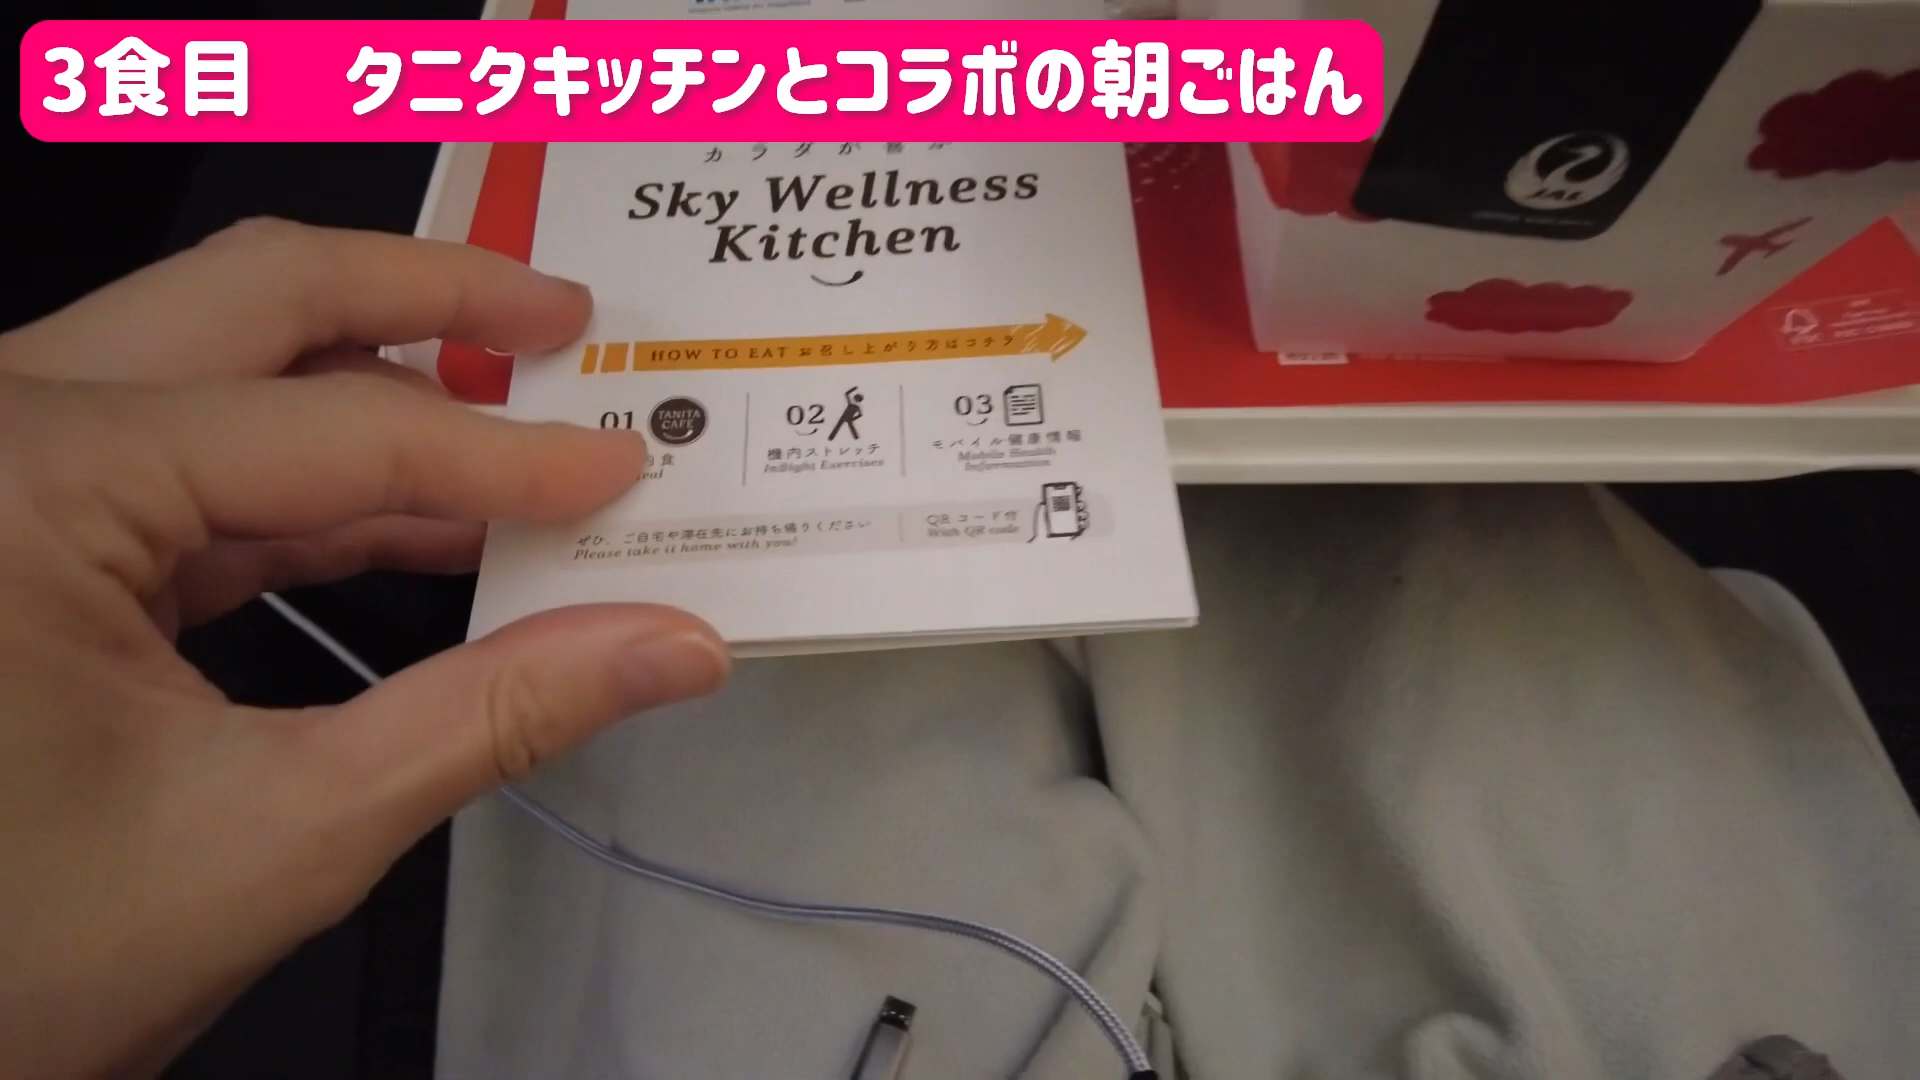 3食目　タニタキッチンとコラボの朝ごはん
Sky Wellness
Kitchen
HOW TO EAT お召し上がり方はコチラ
01 TANITA CAFE
02
03
機内ストレッチ
Inflight Exercises
モバイル健康情報
Mobile Health
Information
ぜひ、ご自宅や滞在先にお持ち帰りください
Please take it home with you!
QRコード付
With QR code
JAL